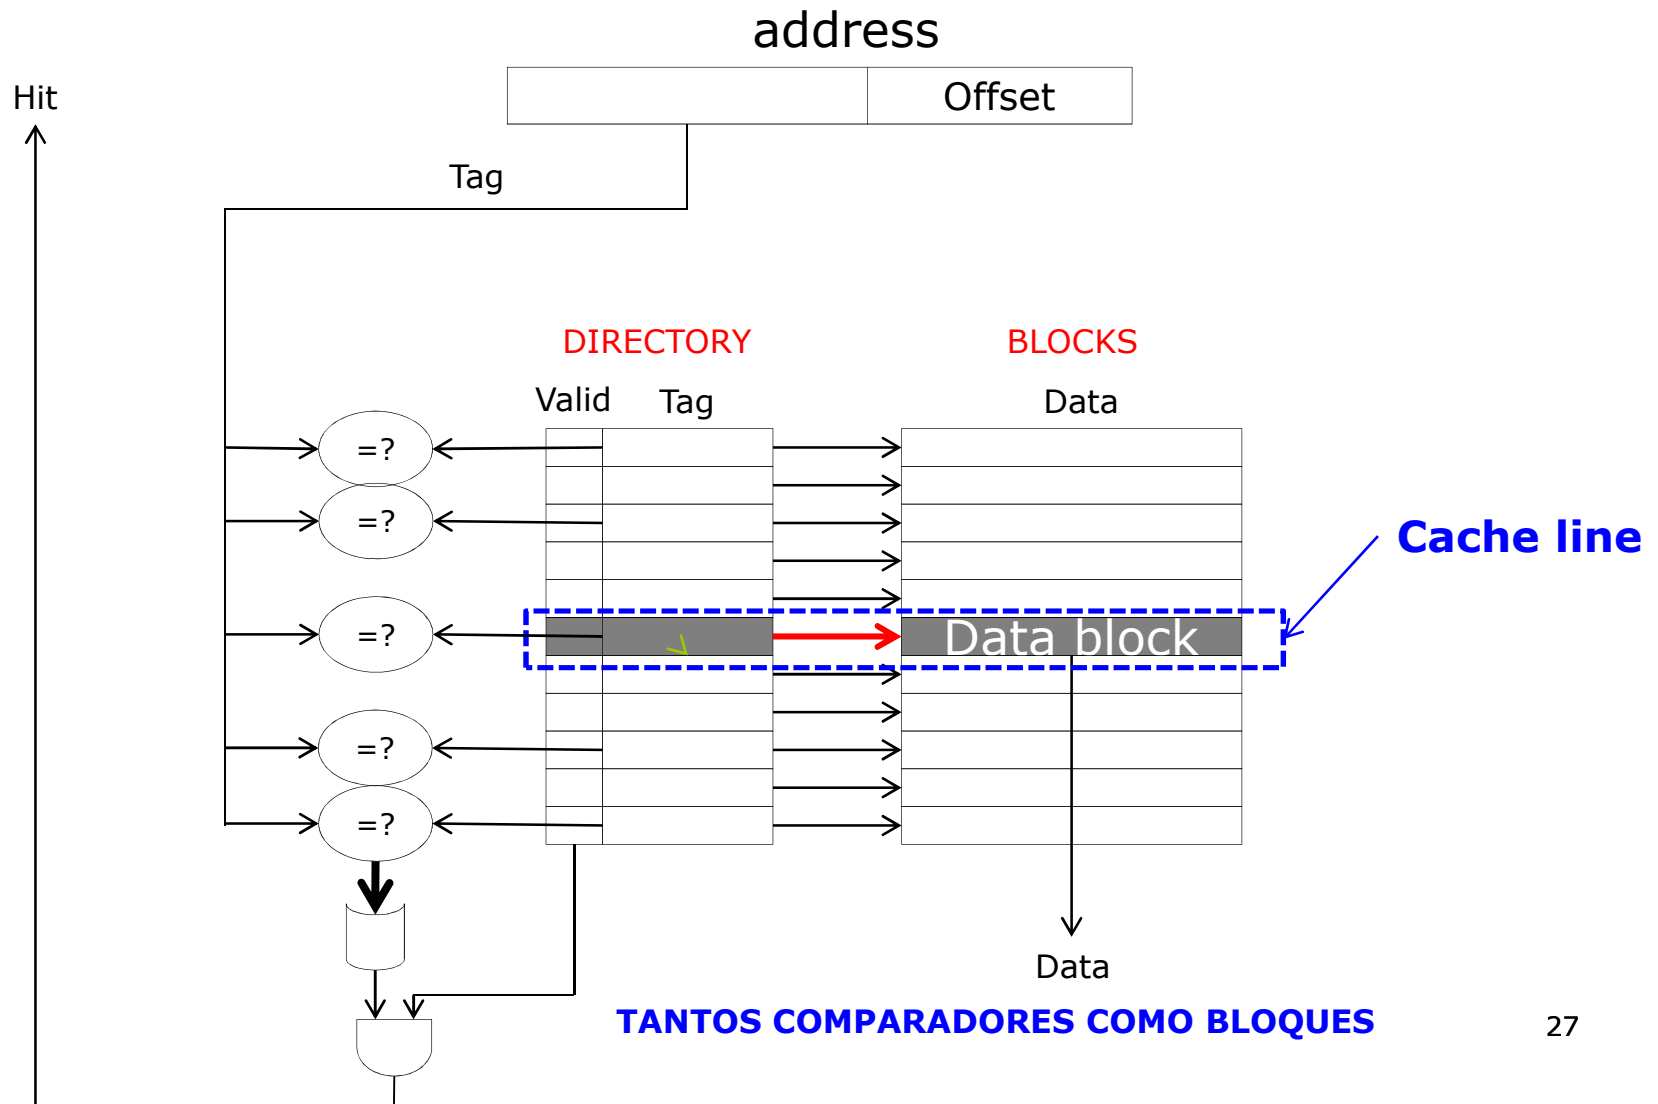 address
Offset
Hit
Tag
DIRECTORY
BLOCKS
Valid
Tag
Data
=?
=?
Cache line
=?
Data block
=?
=?
Data
TANTOS COMPARADORES COMO BLOQUES
27